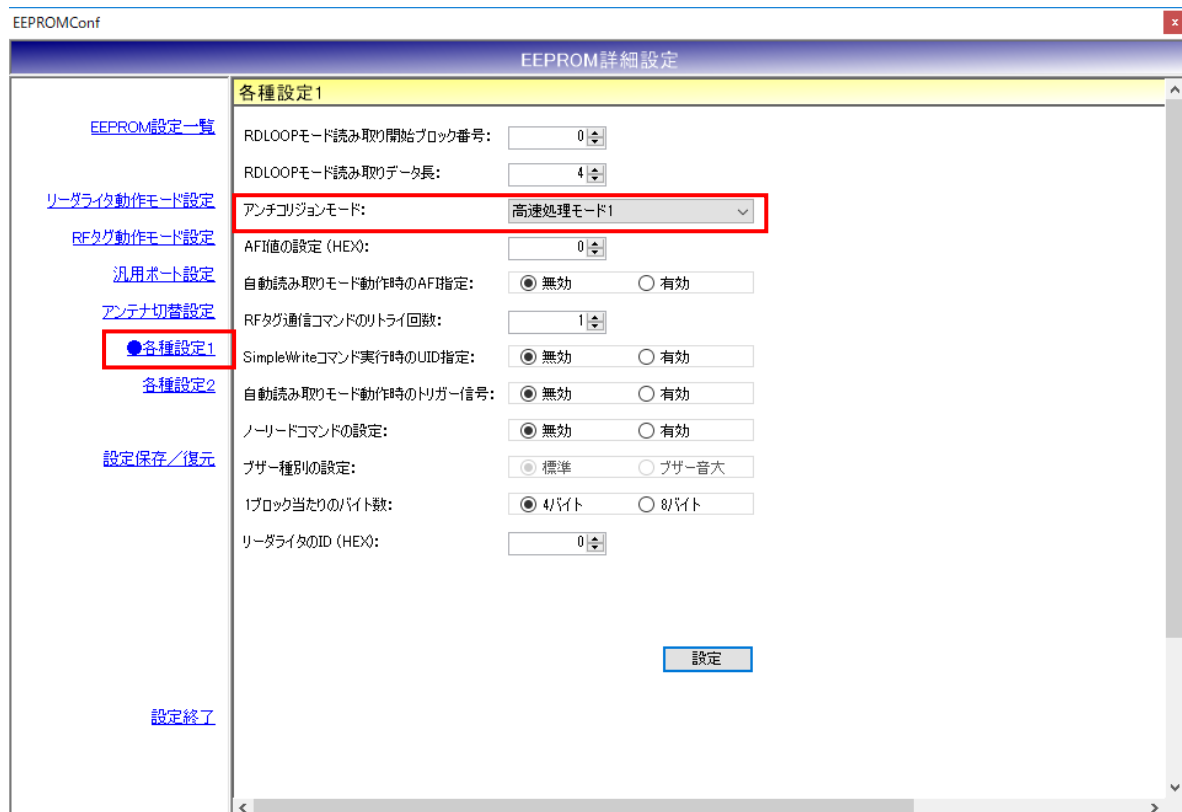 EEPROMConf
x
EEPROM詳細設定
EEPROM設定一覧
リーダライタ動作モード設定
RFタグ動作モード設定
汎用ポート設定
アンテナ切替設定
●各種設定1
各種設定2
設定保存／復元
設定終了
各種設定1
RDLOOPモード読み取り開始ブロック番号: 0
RDLOOPモード読み取りデータ長: 4
アンチコリジョンモード: 高速処理モード1
AFI値の設定 (HEX): 0
自動読み取りモード動作時のAFI指定: 無効 有効
RFタグ通信コマンドのリトライ回数: 1
SimpleWriteコマンド実行時のUID指定: 無効 有効
自動読み取りモード動作時のトリガー信号: 無効 有効
ノーリードコマンドの設定: 無効 有効
ブザー種別の設定: 標準 ブザー音大
1ブロック当たりのバイト数: 4バイト 8バイト
リーダライタのID (HEX): 0
設定